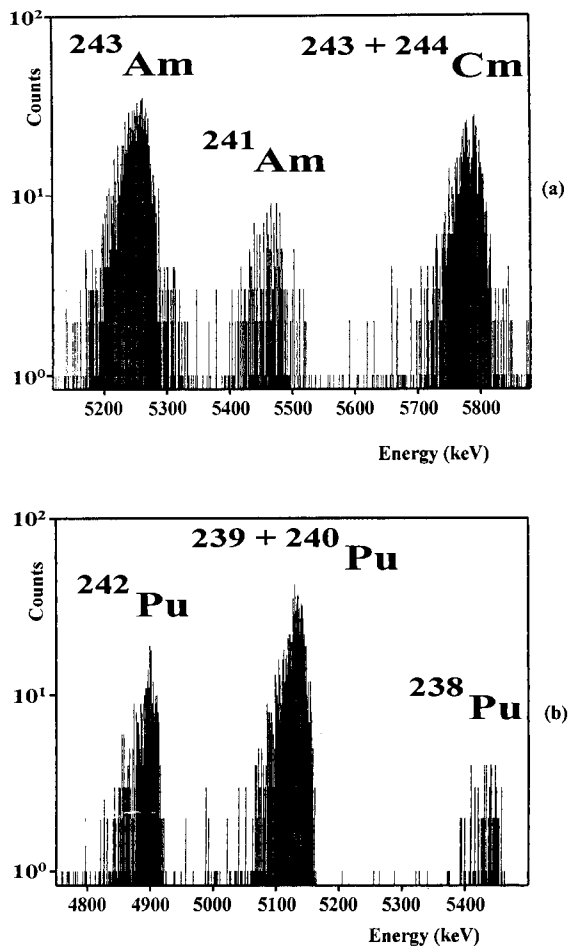 10²
243Am
243 + 244Cm
Counts
241Am
10¹
(a)
10⁰
5200 5300 5400 5500 5600 5700 5800
Energy (keV)
10²
239 + 240Pu
242Pu
Counts
238Pu
10¹
(b)
10⁰
4800 4900 5000 5100 5200 5300 5400
Energy (keV)